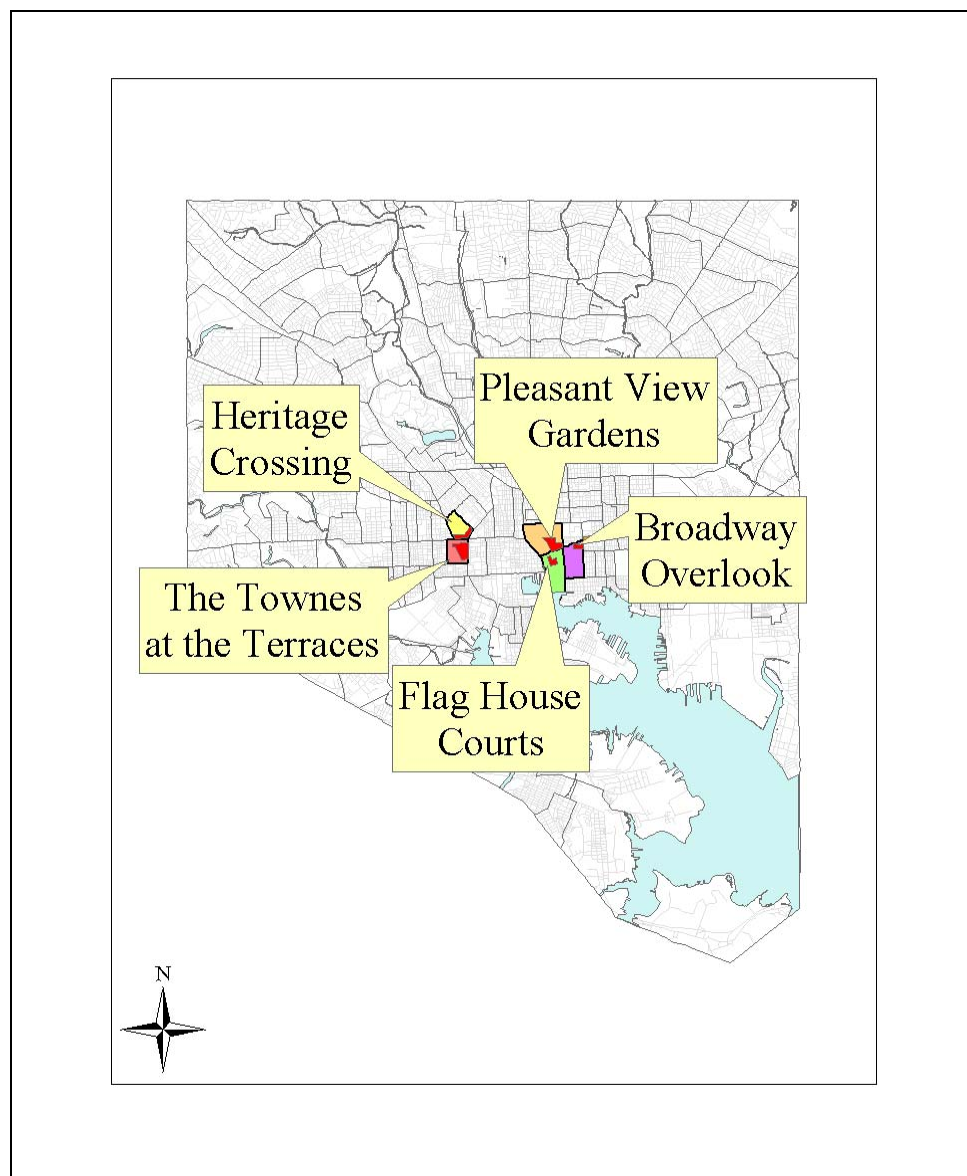 Pleasant View
Gardens
Heritage
Crossing
Broadway
Overlook
The Townes
at the Terraces
Flag House
Courts
N